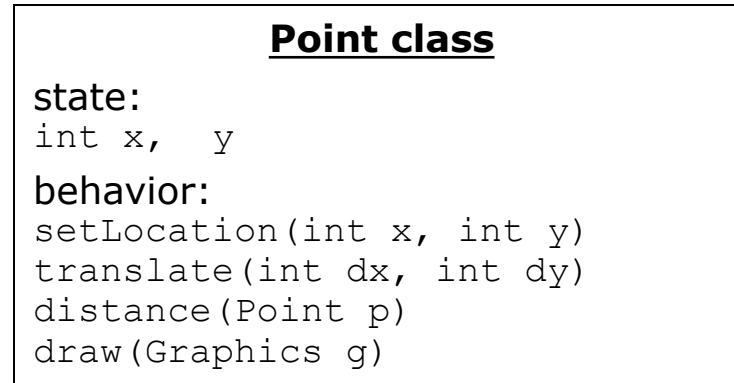 Point class
state:
int x,  y
behavior:
setLocation(int x, int y)
translate(int dx, int dy)
distance(Point p)
draw(Graphics g)